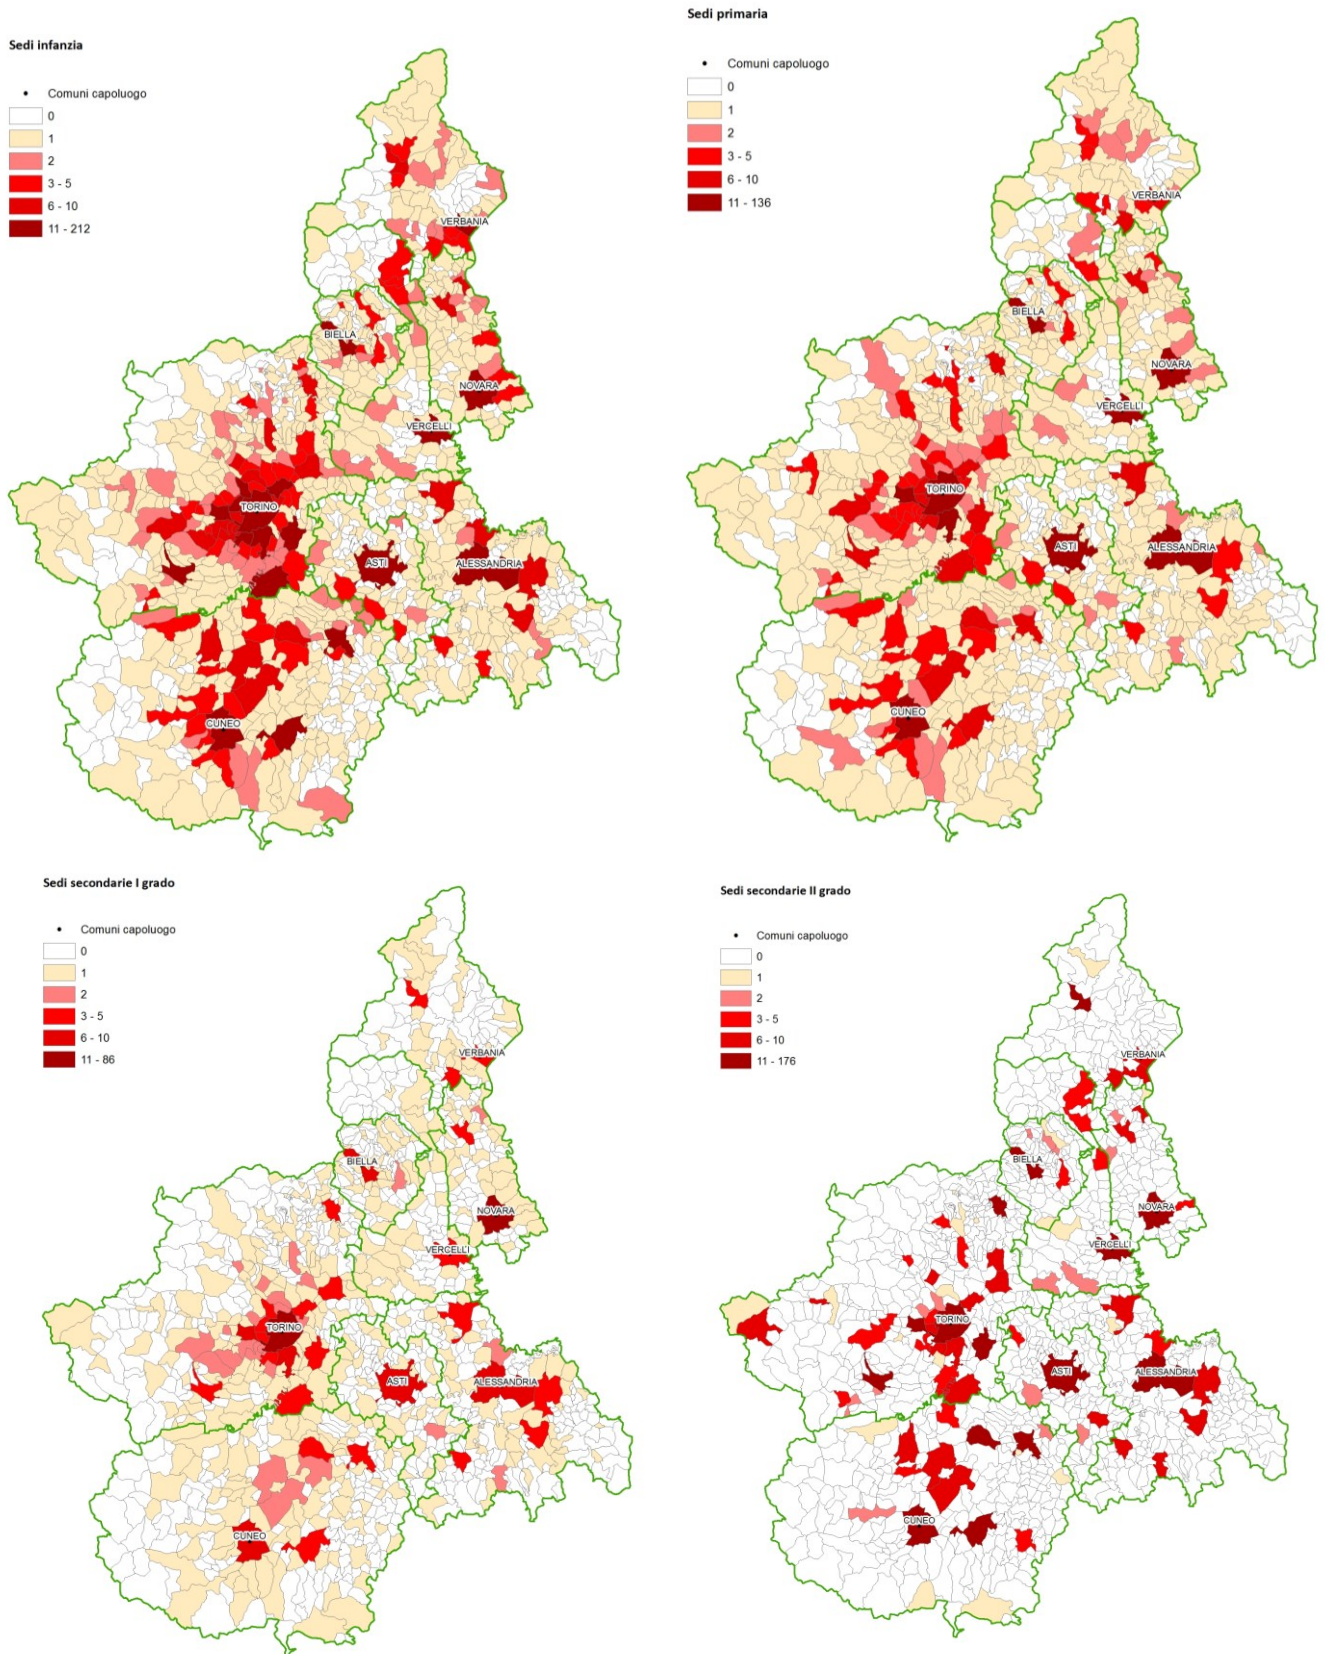 Sedi infanzia
Comuni capoluogo
0
1
2
3 - 5
6 - 10
11 - 212
VERBANIA
BIELLA
NOVARA
VERCELLI
TORINO
ASTI
ALESSANDRIA
CUNEO
Sedi primaria
Comuni capoluogo
0
1
2
3 - 5
6 - 10
11 - 136
VERBANIA
BIELLA
NOVARA
VERCELLI
TORINO
ASTI
ALESSANDRIA
CUNEO
Sedi secondarie I grado
Comuni capoluogo
0
1
2
3 - 5
6 - 10
11 - 86
VERBANIA
BIELLA
NOVARA
VERCELLI
TORINO
ASTI
ALESSANDRIA
CUNEO
Sedi secondarie II grado
Comuni capoluogo
0
1
2
3 - 5
6 - 10
11 - 176
VERBANIA
BIELLA
NOVARA
VERCELLI
TORINO
ASTI
ALESSANDRIA
CUNEO